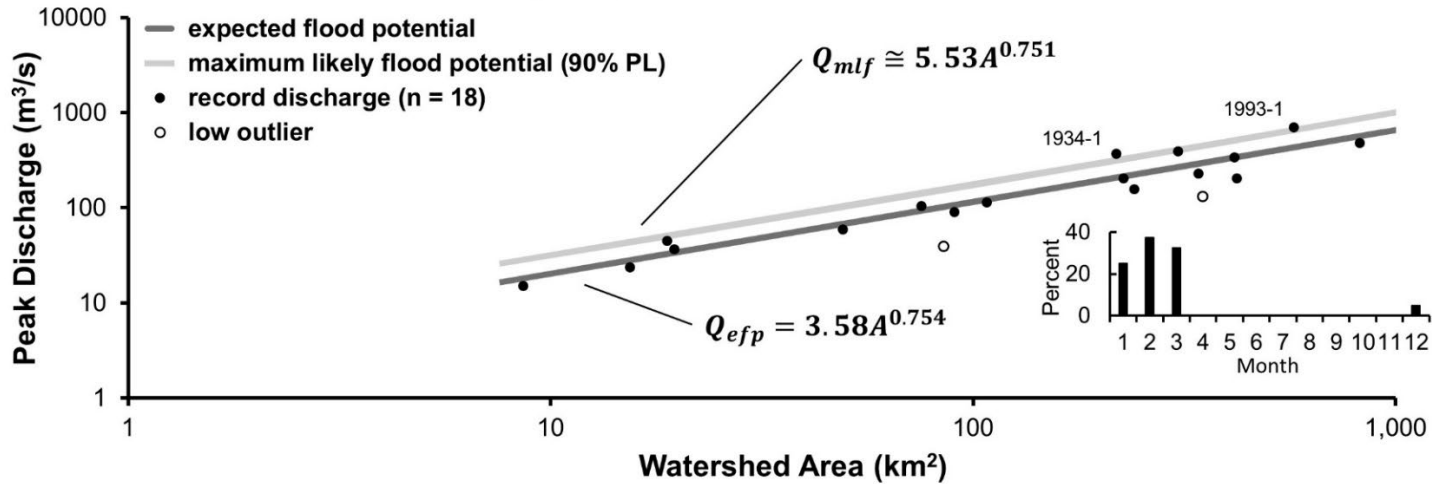 10000
1000
100
10
1
Peak Discharge (m³/s)
expected flood potential
maximum likely flood potential (90% PL)
record discharge (n = 18)
low outlier
Q_mlf ≅ 5.53A^0.751
1934-1
1993-1
Q_efp = 3.58A^0.754
40
20
0
Percent
1 2 3 4 5 6 7 8 9 10 11 12
Month
1 10 100 1,000
Watershed Area (km²)